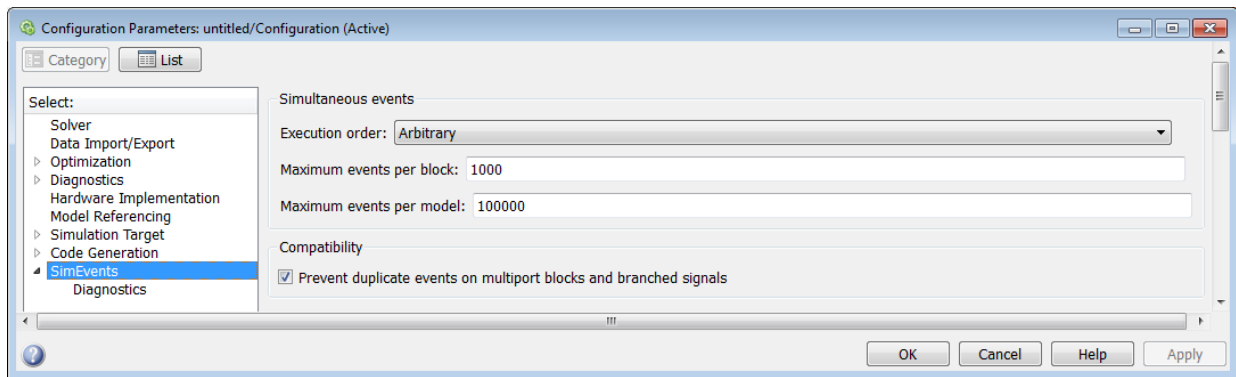 Configuration Parameters: untitled/Configuration (Active)
Category
List
Select:
Solver
Data Import/Export
Optimization
Diagnostics
Hardware Implementation
Model Referencing
Simulation Target
Code Generation
SimEvents
Diagnostics
Simultaneous events
Execution order: Arbitrary
Maximum events per block: 1000
Maximum events per model: 100000
Compatibility
Prevent duplicate events on multiport blocks and branched signals
OK Cancel Help Apply